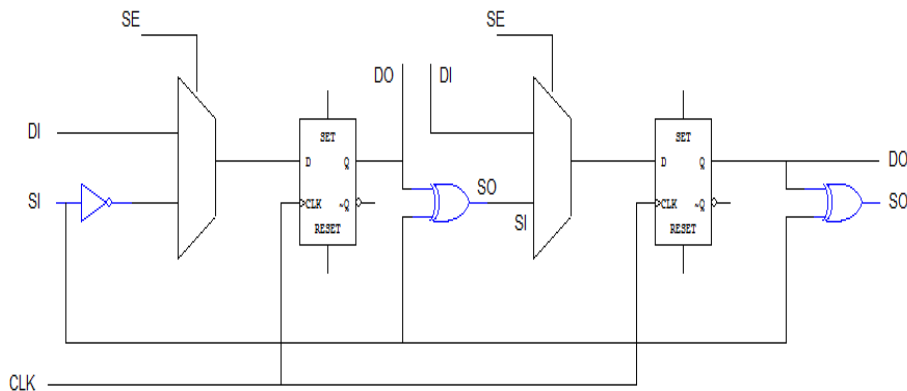 SE
SE
DO
DI
DI
SET
D
Q
CLK
~Q
RESET
SI
SO
SI
SET
D
Q
CLK
~Q
RESET
DO
SO
CLK